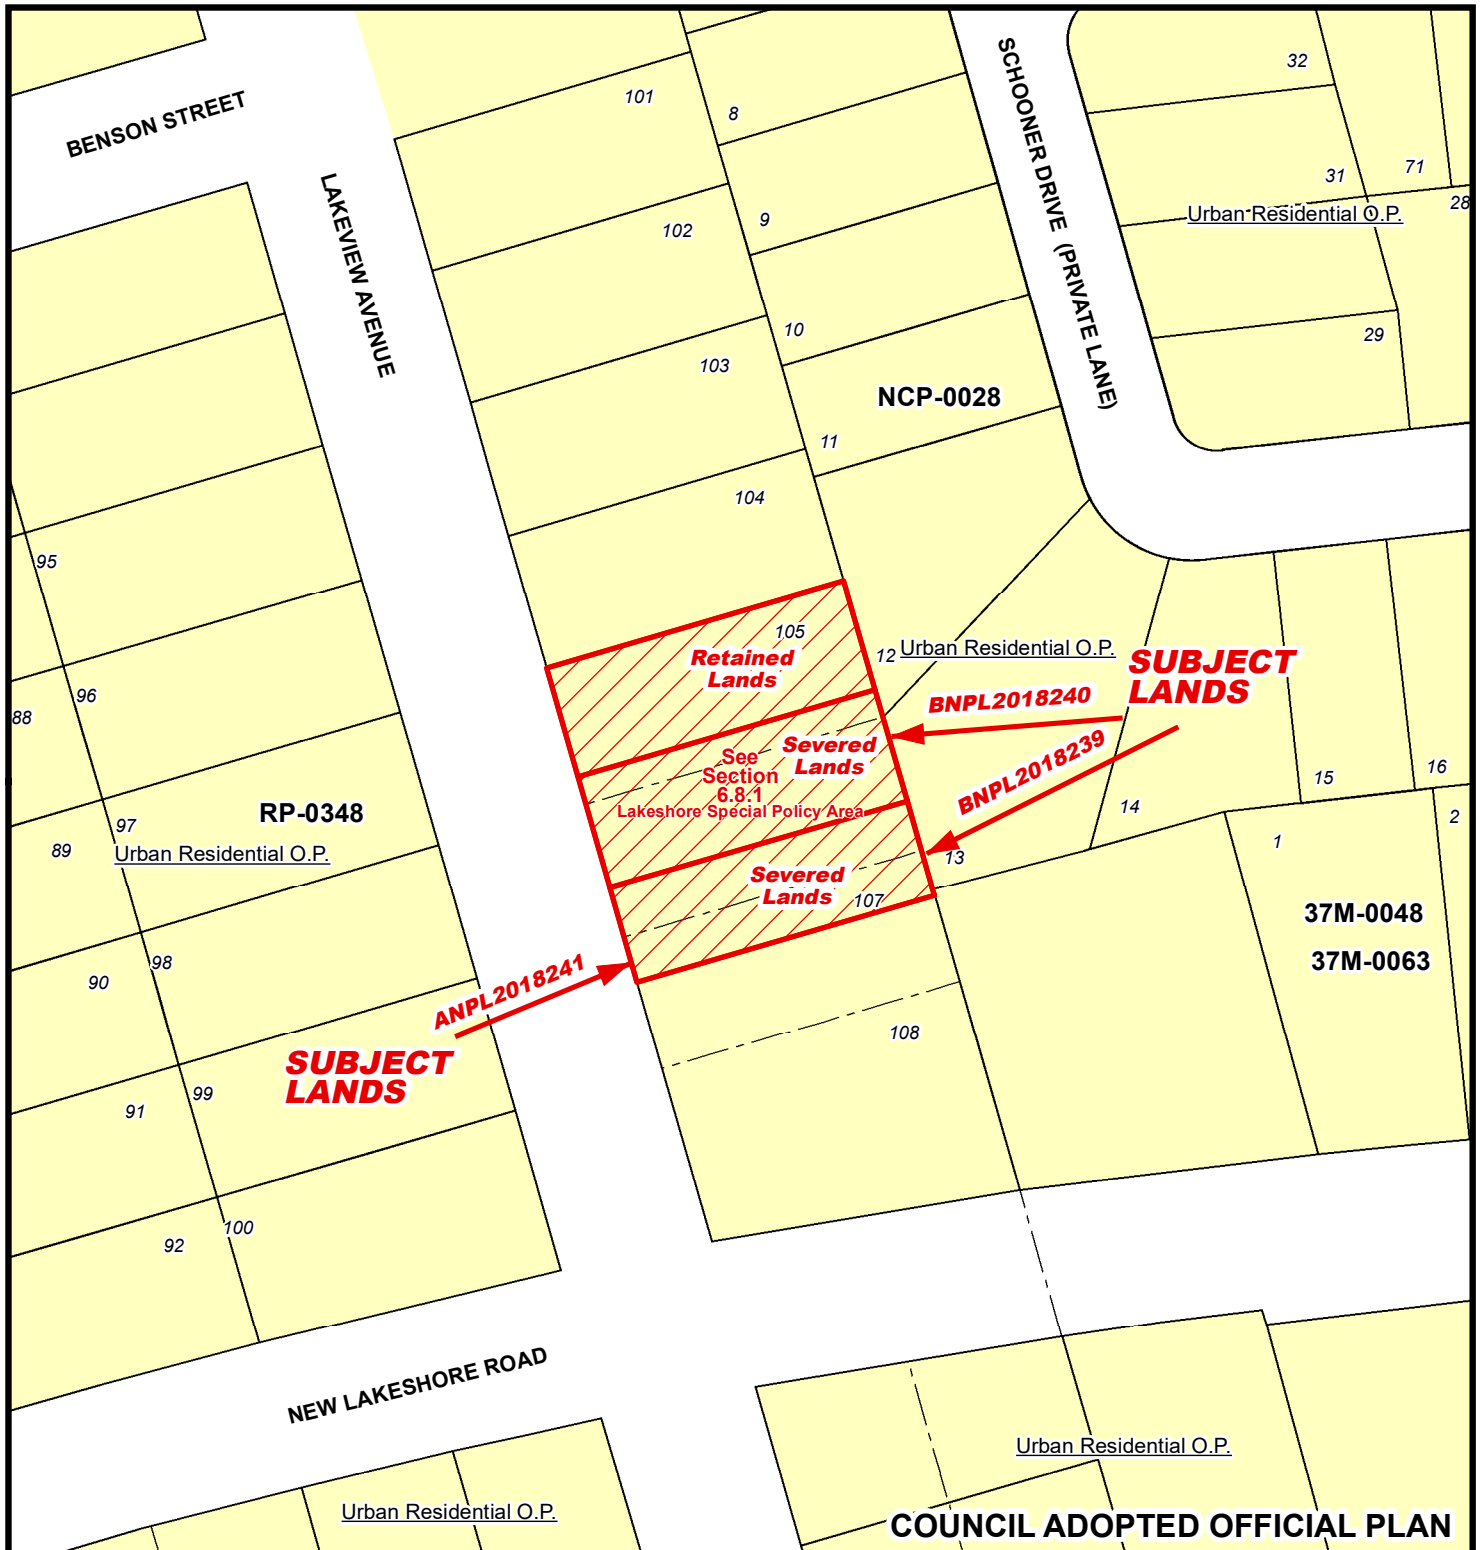 BENSON STREET
LAKEVIEW AVENUE
SCHOONER DRIVE (PRIVATE LANE)
101
8
32
102
9
31
71
28
Urban Residential O.P.
10
103
29
NCP-0028
11
104
95
105
Retained
Lands
12
Urban Residential O.P.
SUBJECT
LANDS
96
88
BNPL2018240
See
Section
6.8.1
Lakeshore Special Policy Area
Severed
Lands
BNPL2018239
15
16
14
2
RP-0348
97
89
Urban Residential O.P.
1
13
Severed
Lands
107
37M-0048
37M-0063
98
90
ANPL2018241
108
SUBJECT
LANDS
99
91
100
92
NEW LAKESHORE ROAD
Urban Residential O.P.
Urban Residential O.P.
COUNCIL ADOPTED OFFICIAL PLAN